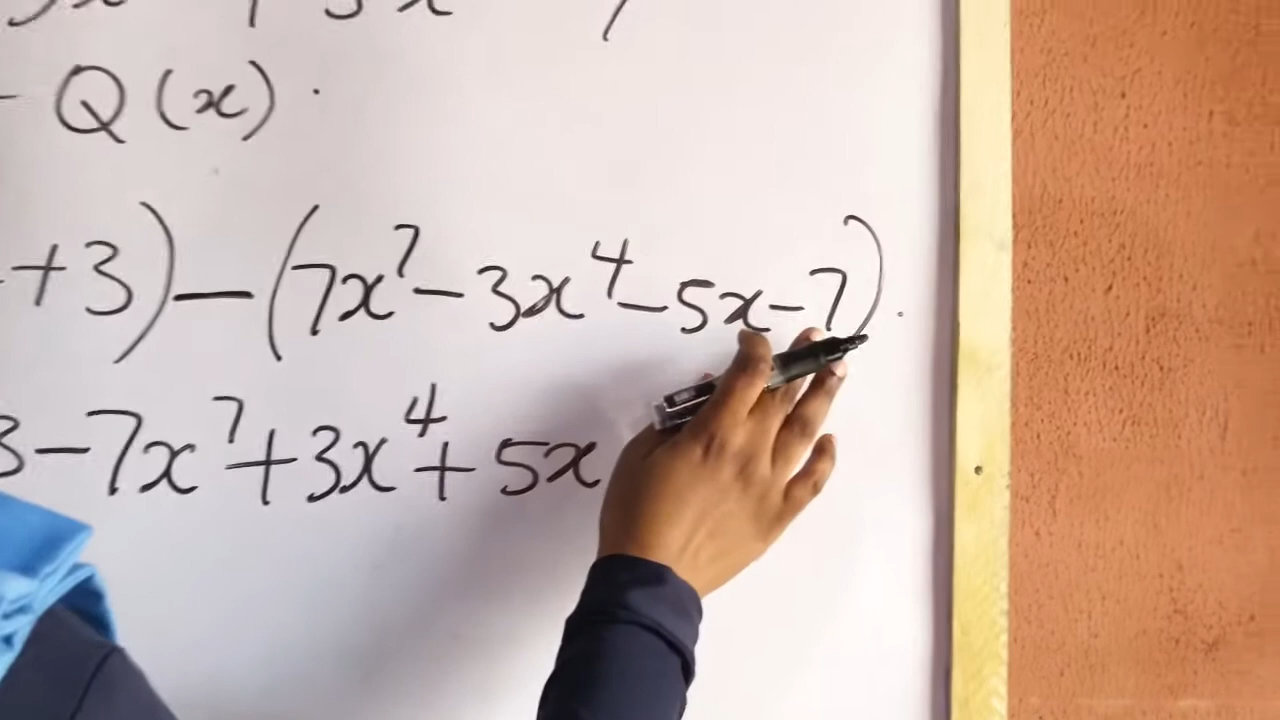 - Q(x).
+3) - (7x⁷ - 3x⁴ - 5x - 7).
3 - 7x⁷ + 3x⁴ + 5x